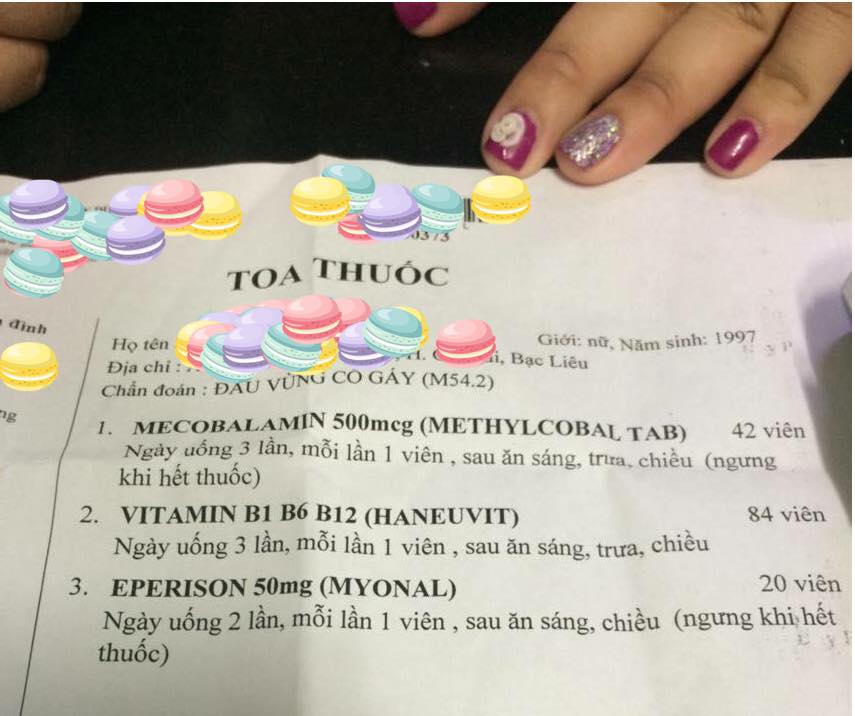 0373
TOA THUỐC
đình
Họ tên
Giới: nữ, Năm sinh: 1997
Địa chỉ : Bạc Liêu
Chẩn đoán : ĐAU VÙNG CỔ GÁY (M54.2)
1. MECOBALAMIN 500mcg (METHYLCOBAL TAB) 42 viên
Ngày uống 3 lần, mỗi lần 1 viên , sau ăn sáng, trưa, chiều (ngưng
khi hết thuốc)
2. VITAMIN B1 B6 B12 (HANEUVIT) 84 viên
Ngày uống 3 lần, mỗi lần 1 viên , sau ăn sáng, trưa, chiều
3. EPERISON 50mg (MYONAL) 20 viên
Ngày uống 2 lần, mỗi lần 1 viên , sau ăn sáng, chiều (ngưng khi hết
thuốc)